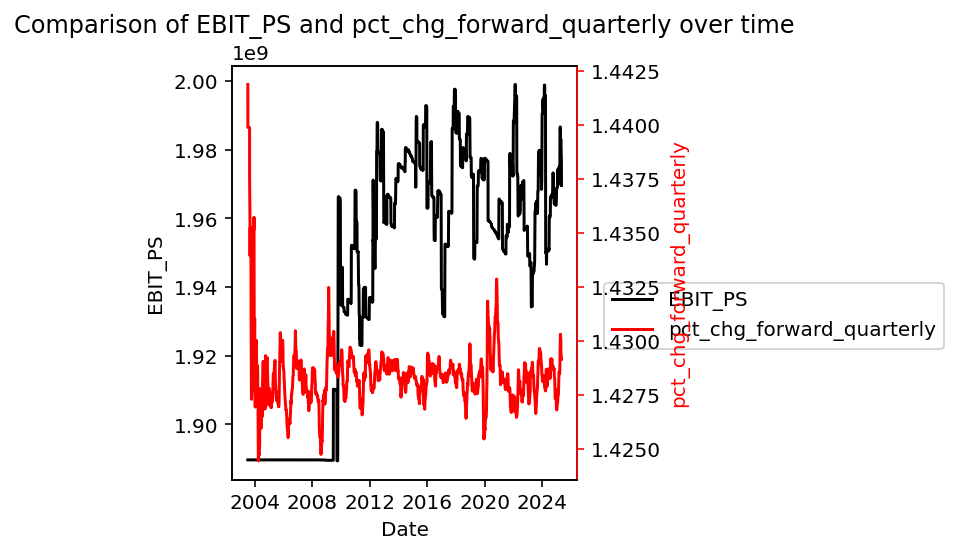 Comparison of EBIT_PS and pct_chg_forward_quarterly over time
1e9
2.00
1.98
1.96
1.94
1.92
1.90
EBIT_PS
1.4425
1.4400
1.4375
1.4350
1.4325
1.4300
1.4275
1.4250
pct_chg_forward_quarterly
EBIT_PS
pct_chg_forward_quarterly
2004 2008 2012 2016 2020 2024
Date